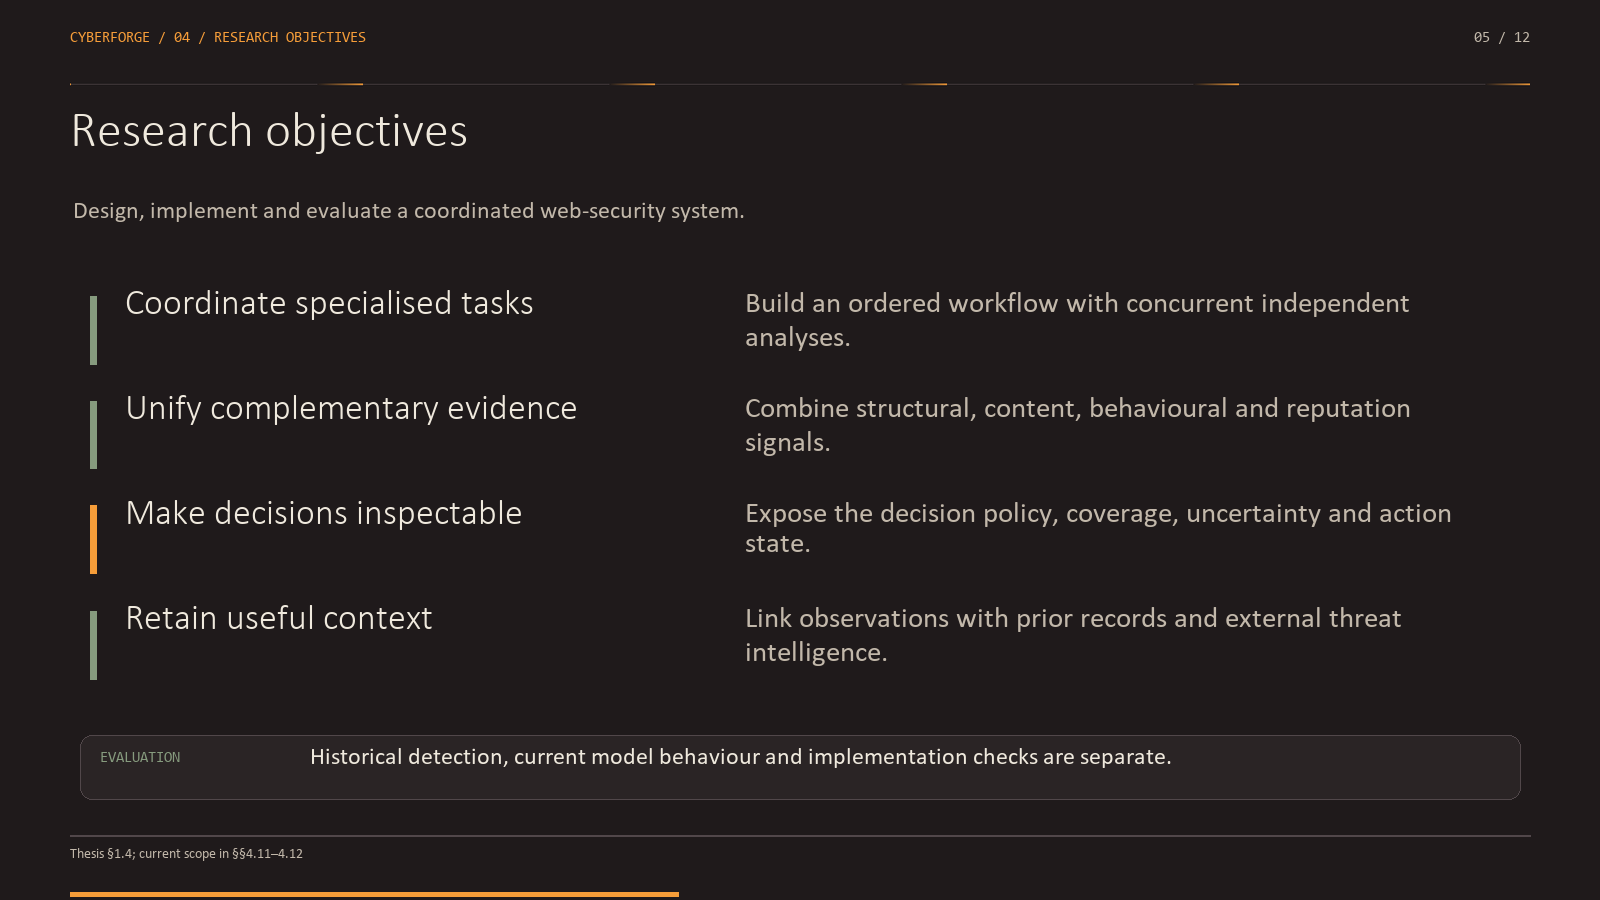 CYBERFORGE / 04 / RESEARCH OBJECTIVES
05 / 12
Research objectives
Design, implement and evaluate a coordinated web-security system.
Coordinate specialised tasks
Build an ordered workflow with concurrent independent
analyses.
Unify complementary evidence
Combine structural, content, behavioural and reputation
signals.
Make decisions inspectable
Expose the decision policy, coverage, uncertainty and action
state.
Retain useful context
Link observations with prior records and external threat
intelligence.
EVALUATION
Historical detection, current model behaviour and implementation checks are separate.
Thesis §1.4; current scope in §§4.11–4.12